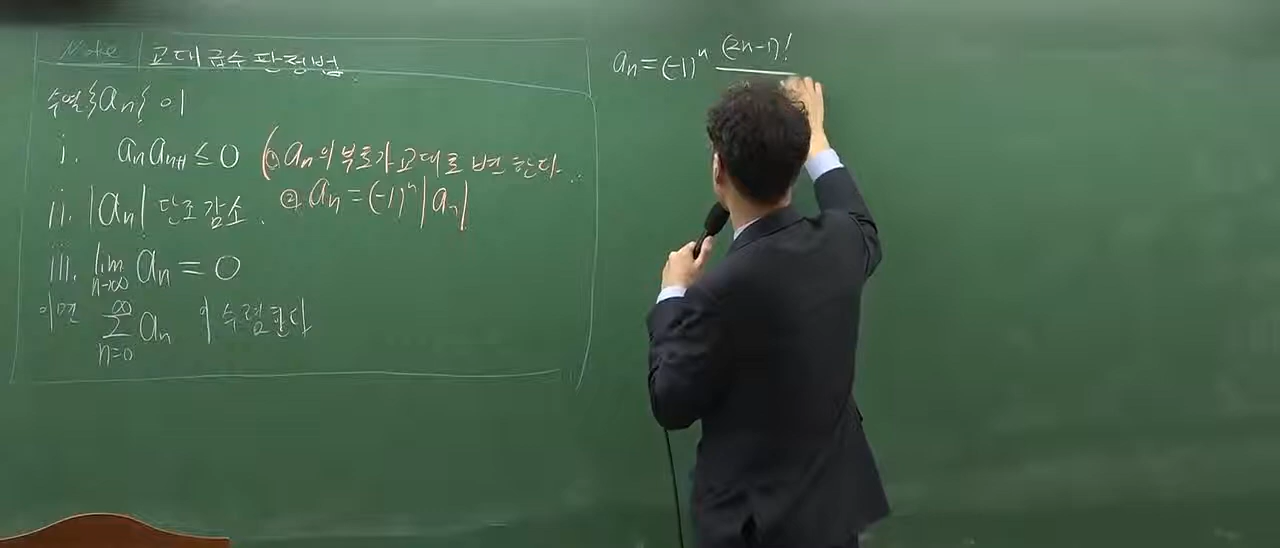 Note 교대급수판정법
수열 {an} 이
i. an an+1 ≤ 0 (① an의 부호가 교대로 변한다.
ii. |an| 단조감소. ② an = (-1)^n |an|
iii. lim n→∞ an = 0
이면 ∞ Σ n=0 an 이 수렴한다
an = (-1)^n (2n-1)!